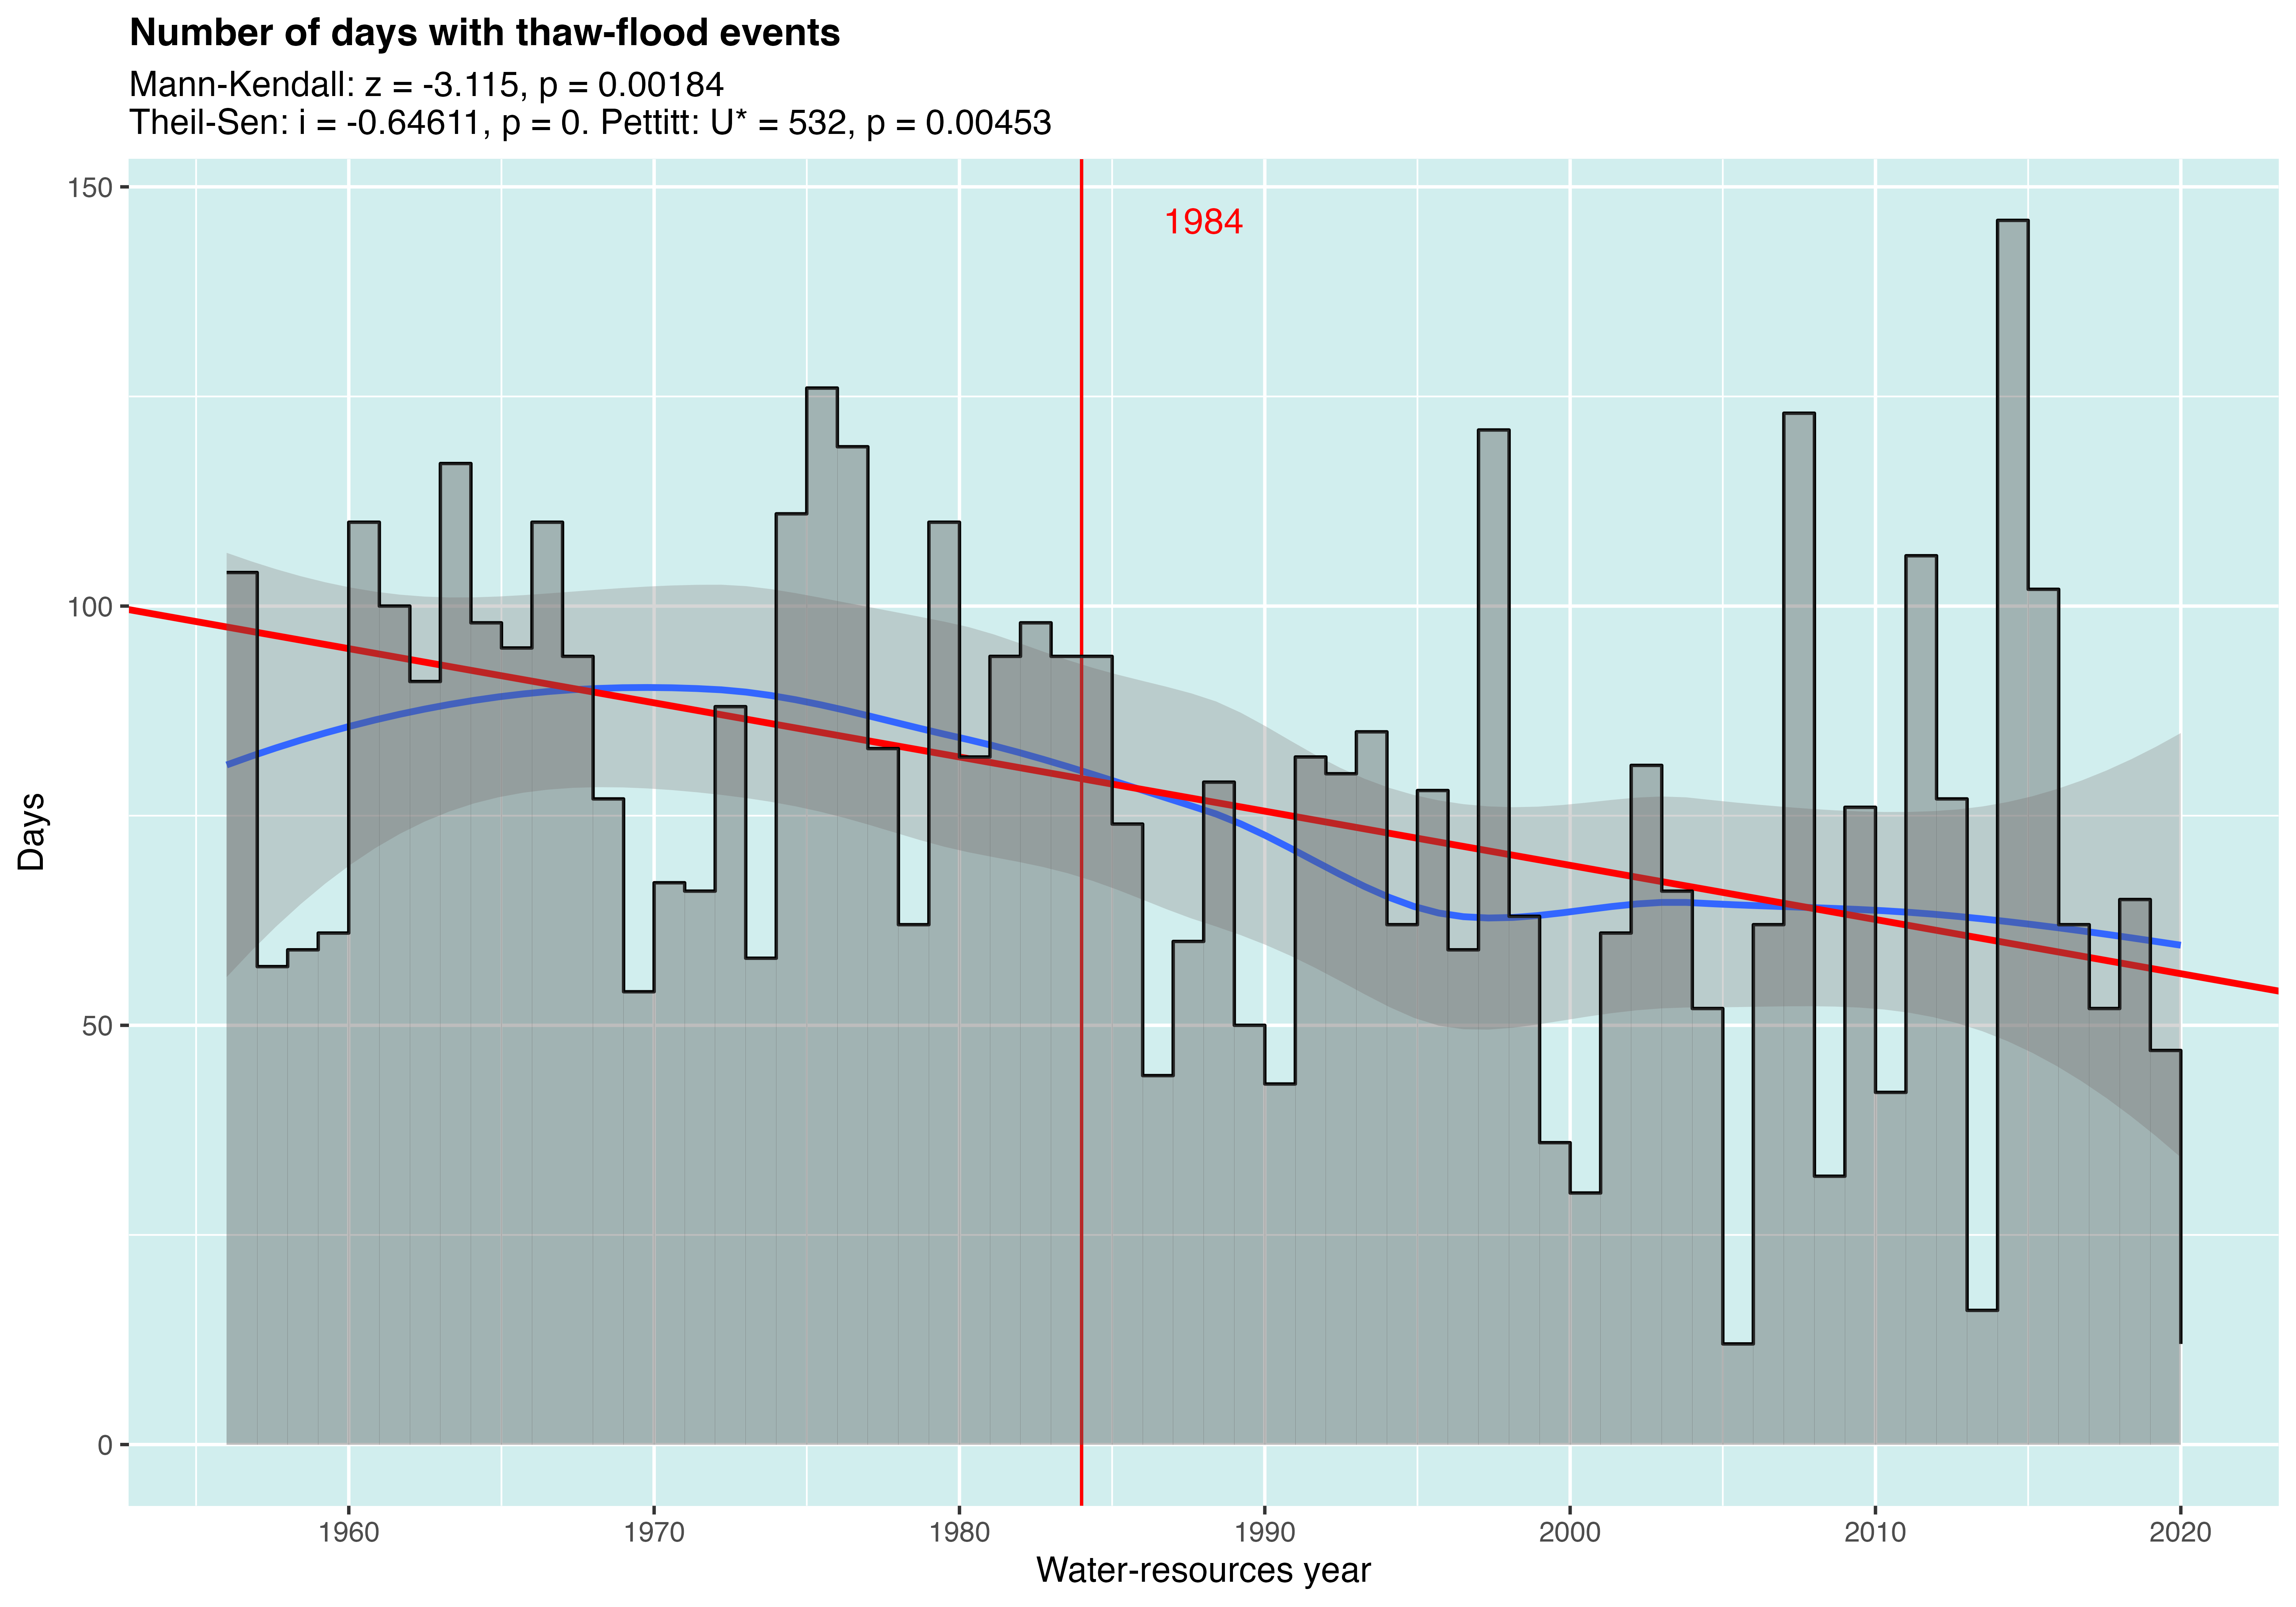 Number of days with thaw-flood events
Mann-Kendall: z = -3.115, p = 0.00184
Theil-Sen: i = -0.64611, p = 0. Pettitt: U* = 532, p = 0.00453
150
1984
100
Days
50
0
1960 1970 1980 1990 2000 2010 2020
Water-resources year